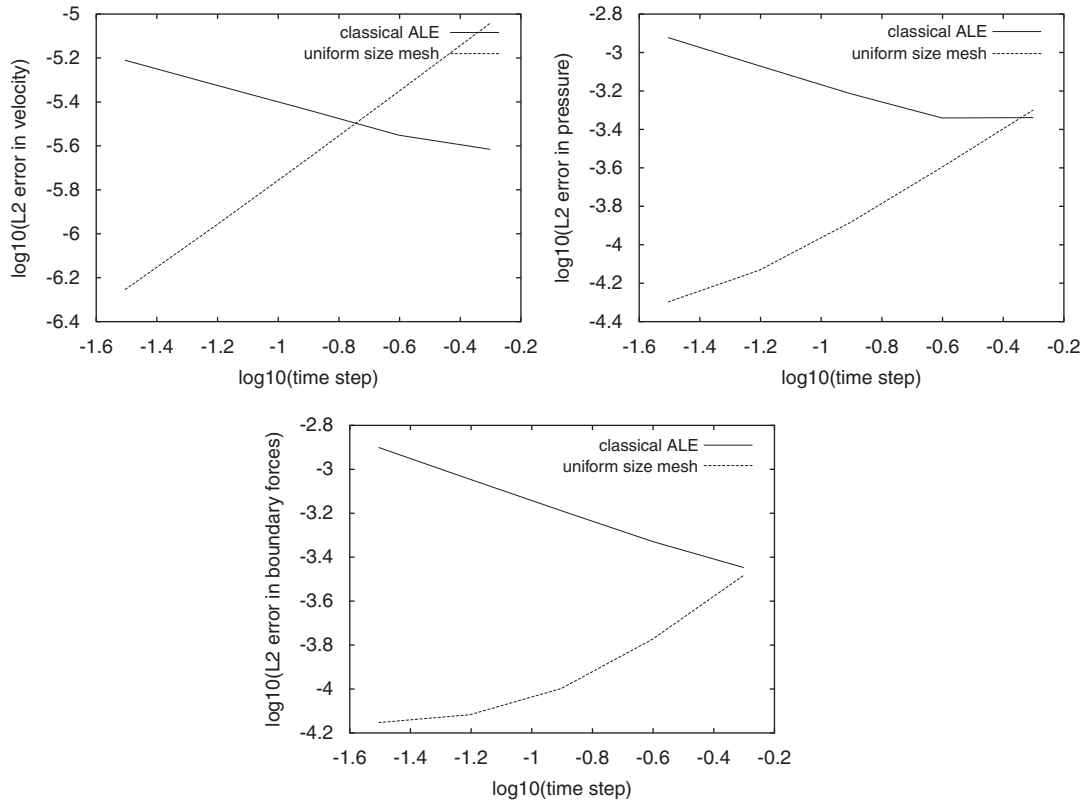 -5
-5.2
-5.4
-5.6
-5.8
-6
-6.2
-6.4
-1.6 -1.4 -1.2 -1 -0.8 -0.6 -0.4 -0.2
log10(time step)
log10(L2 error in velocity)
classical ALE
uniform size mesh
-2.8
-3
-3.2
-3.4
-3.6
-3.8
-4
-4.2
-4.4
-1.6 -1.4 -1.2 -1 -0.8 -0.6 -0.4 -0.2
log10(time step)
log10(L2 error in pressure)
classical ALE
uniform size mesh
-2.8
-3
-3.2
-3.4
-3.6
-3.8
-4
-4.2
-1.6 -1.4 -1.2 -1 -0.8 -0.6 -0.4 -0.2
log10(time step)
log10(L2 error in boundary forces)
classical ALE
uniform size mesh